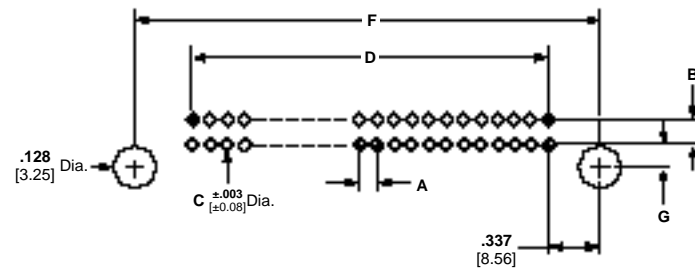 F
D
B
.128
[3.25] Dia.
C ±.003
[±0.08] Dia.
A
G
.337
[8.56]